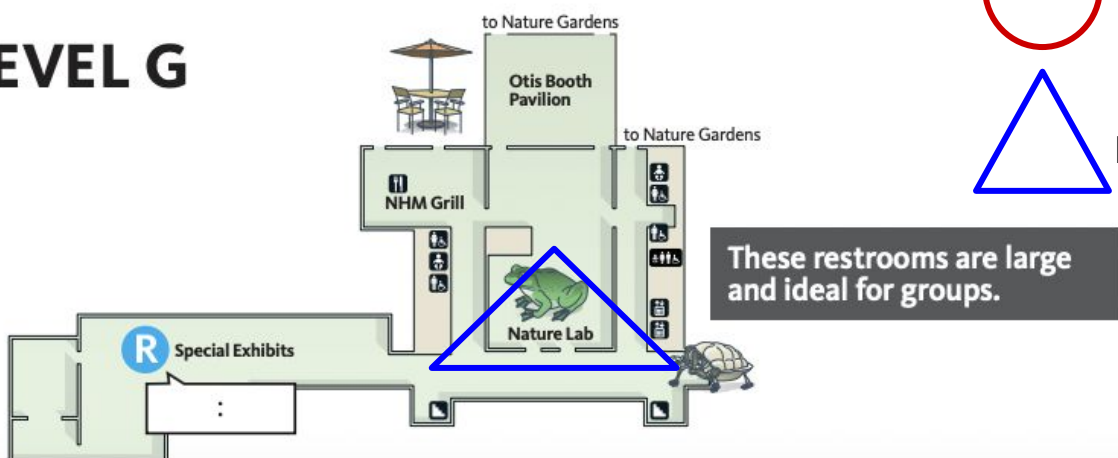 to Nature Gardens
EVEL G
Otis Booth
Pavilion
to Nature Gardens
NHM Grill
These restrooms are large
and ideal for groups.
Nature Lab
R Special Exhibits
: